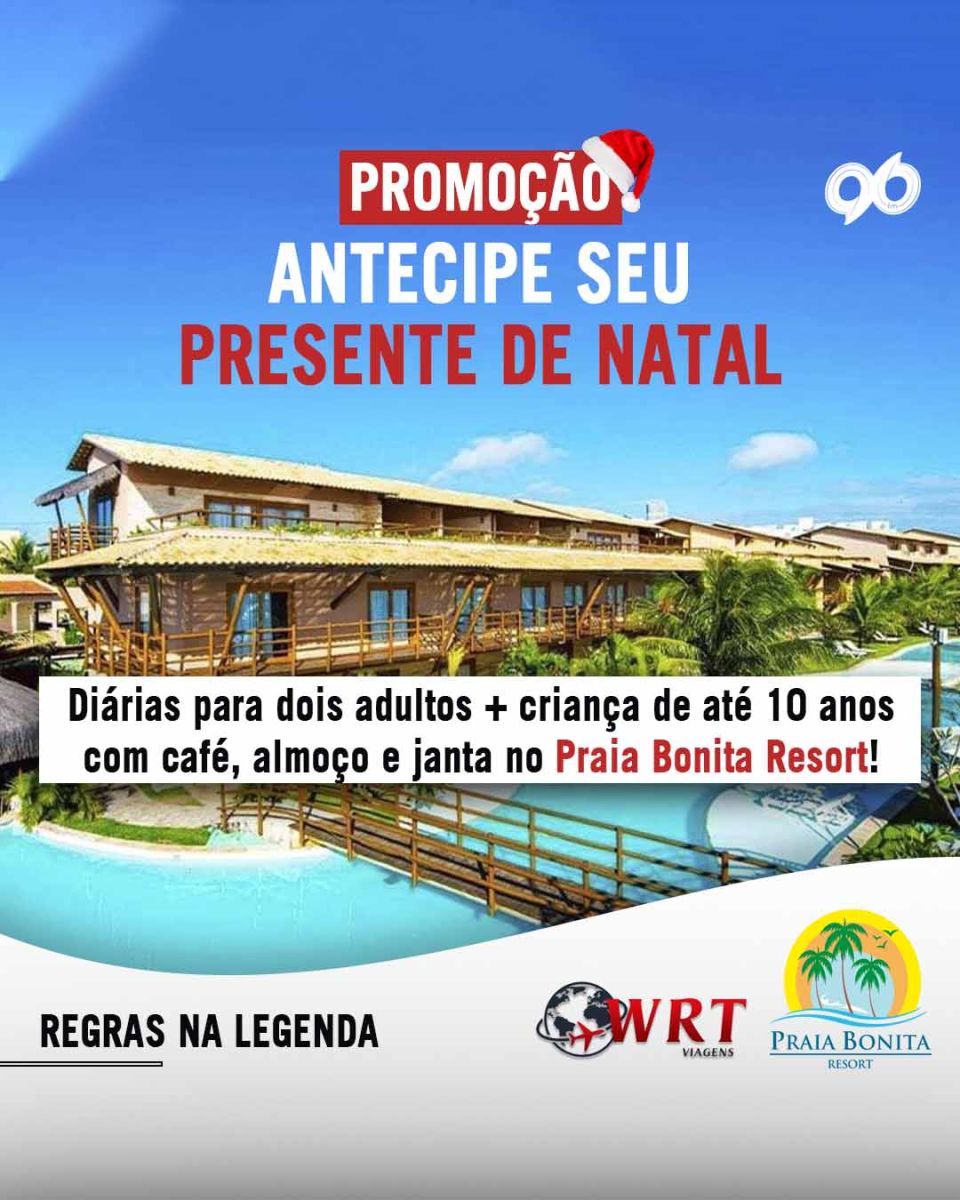 PROMOÇÃO
96
fm
ANTECIPE SEU
PRESENTE DE NATAL
Diárias para dois adultos + criança de até 10 anos
com café, almoço e janta no Praia Bonita Resort!
REGRAS NA LEGENDA
WRT
VIAGENS
PRAIA BONITA
RESORT